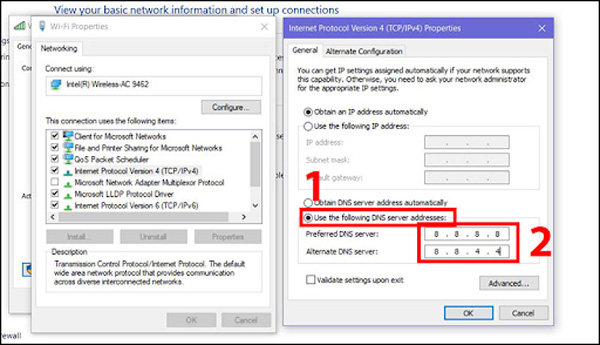 View your basic network information and set up connections
Wi-Fi Properties
Networking
Connect using:
Intel(R) Wireless-AC 9462
Configure...
This connection uses the following items:
Client for Microsoft Networks
File and Printer Sharing for Microsoft Networks
QoS Packet Scheduler
Internet Protocol Version 4 (TCP/IPv4)
Microsoft Network Adapter Multiplexor Protocol
Microsoft LLDP Protocol Driver
Internet Protocol Version 6 (TCP/IPv6)
Install...
Uninstall
Properties
Description
Transmission Control Protocol/Internet Protocol. The default
wide area network protocol that provides communication
across diverse interconnected networks.
OK
Cancel
Internet Protocol Version 4 (TCP/IPv4) Properties
General
Alternate Configuration
You can get IP settings assigned automatically if your network supports
this capability. Otherwise, you need to ask your network administrator
for the appropriate IP settings.
Obtain an IP address automatically
Use the following IP address:
IP address:
Subnet mask:
fault gateway:
1
Obtain DNS server address automatically
Use the following DNS server addresses:
Preferred DNS server:
8 . 8 . 8 . 8
Alternate DNS server:
8 . 8 . 4 . 4
2
Validate settings upon exit
Advanced...
OK
Cancel
irewall